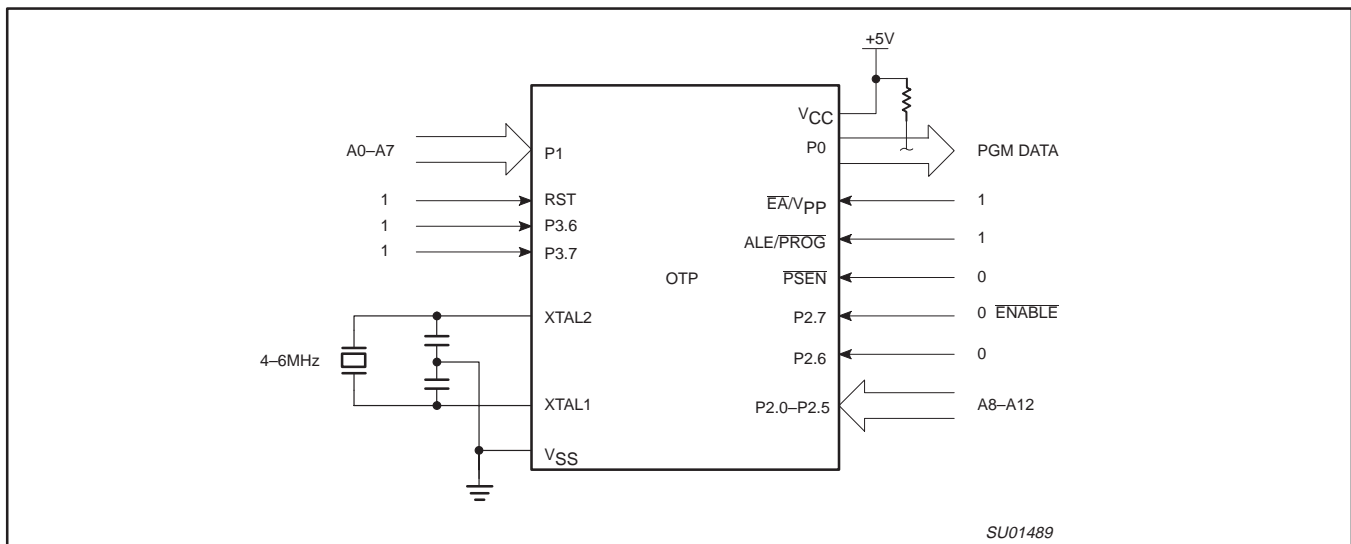 +5V
VCC
A0–A7
P1
P0
PGM DATA
1
RST
EA/VPP
1
1
P3.6
ALE/PROG
1
1
P3.7
OTP
PSEN
0
XTAL2
P2.7
0 ENABLE
4–6MHz
P2.6
0
XTAL1
P2.0–P2.5
A8–A12
VSS
SU01489